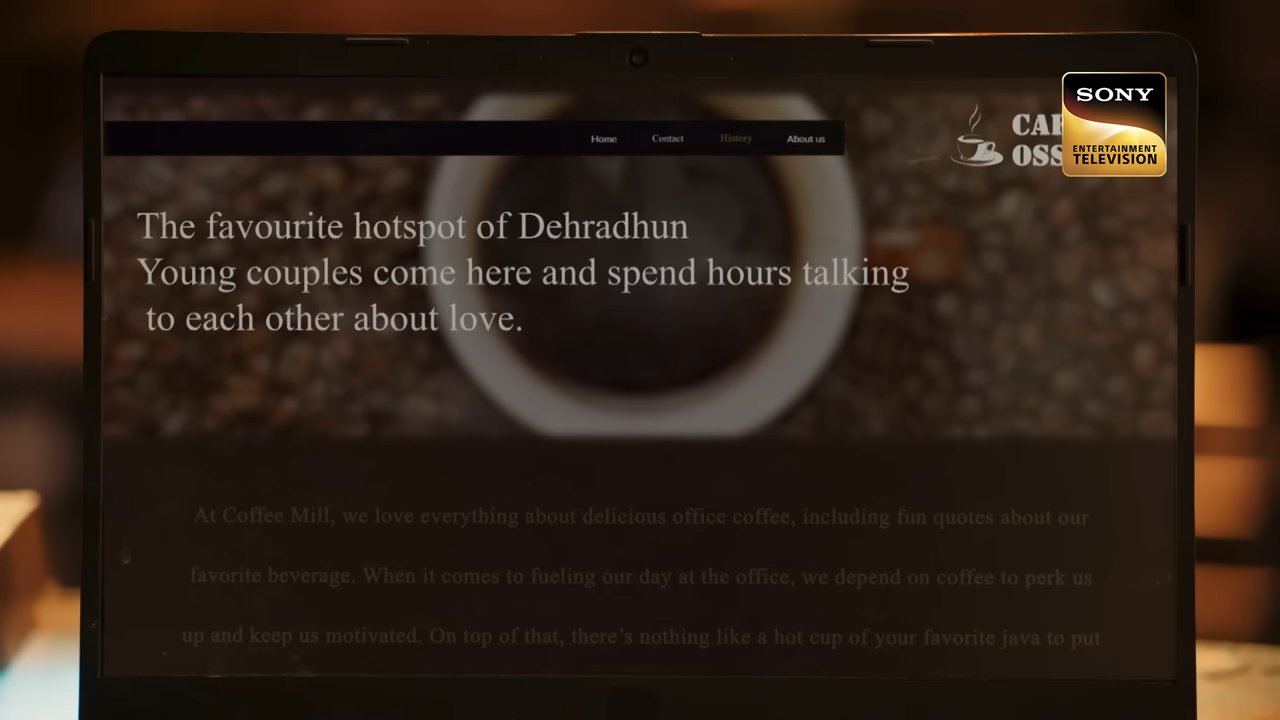 Home Contact History About us
SONY
ENTERTAINMENT
TELEVISION
OSS
The favourite hotspot of Dehradhun
Young couples come here and spend hours talking
to each other about love.
At Coffee Mill, we love everything about delicious office coffee, including fun quotes about our
favorite beverage. When it comes to fueling our day at the office, we depend on coffee to perk us
up and keep us motivated. On top of that, there's nothing like a hot cup of your favorite java to put